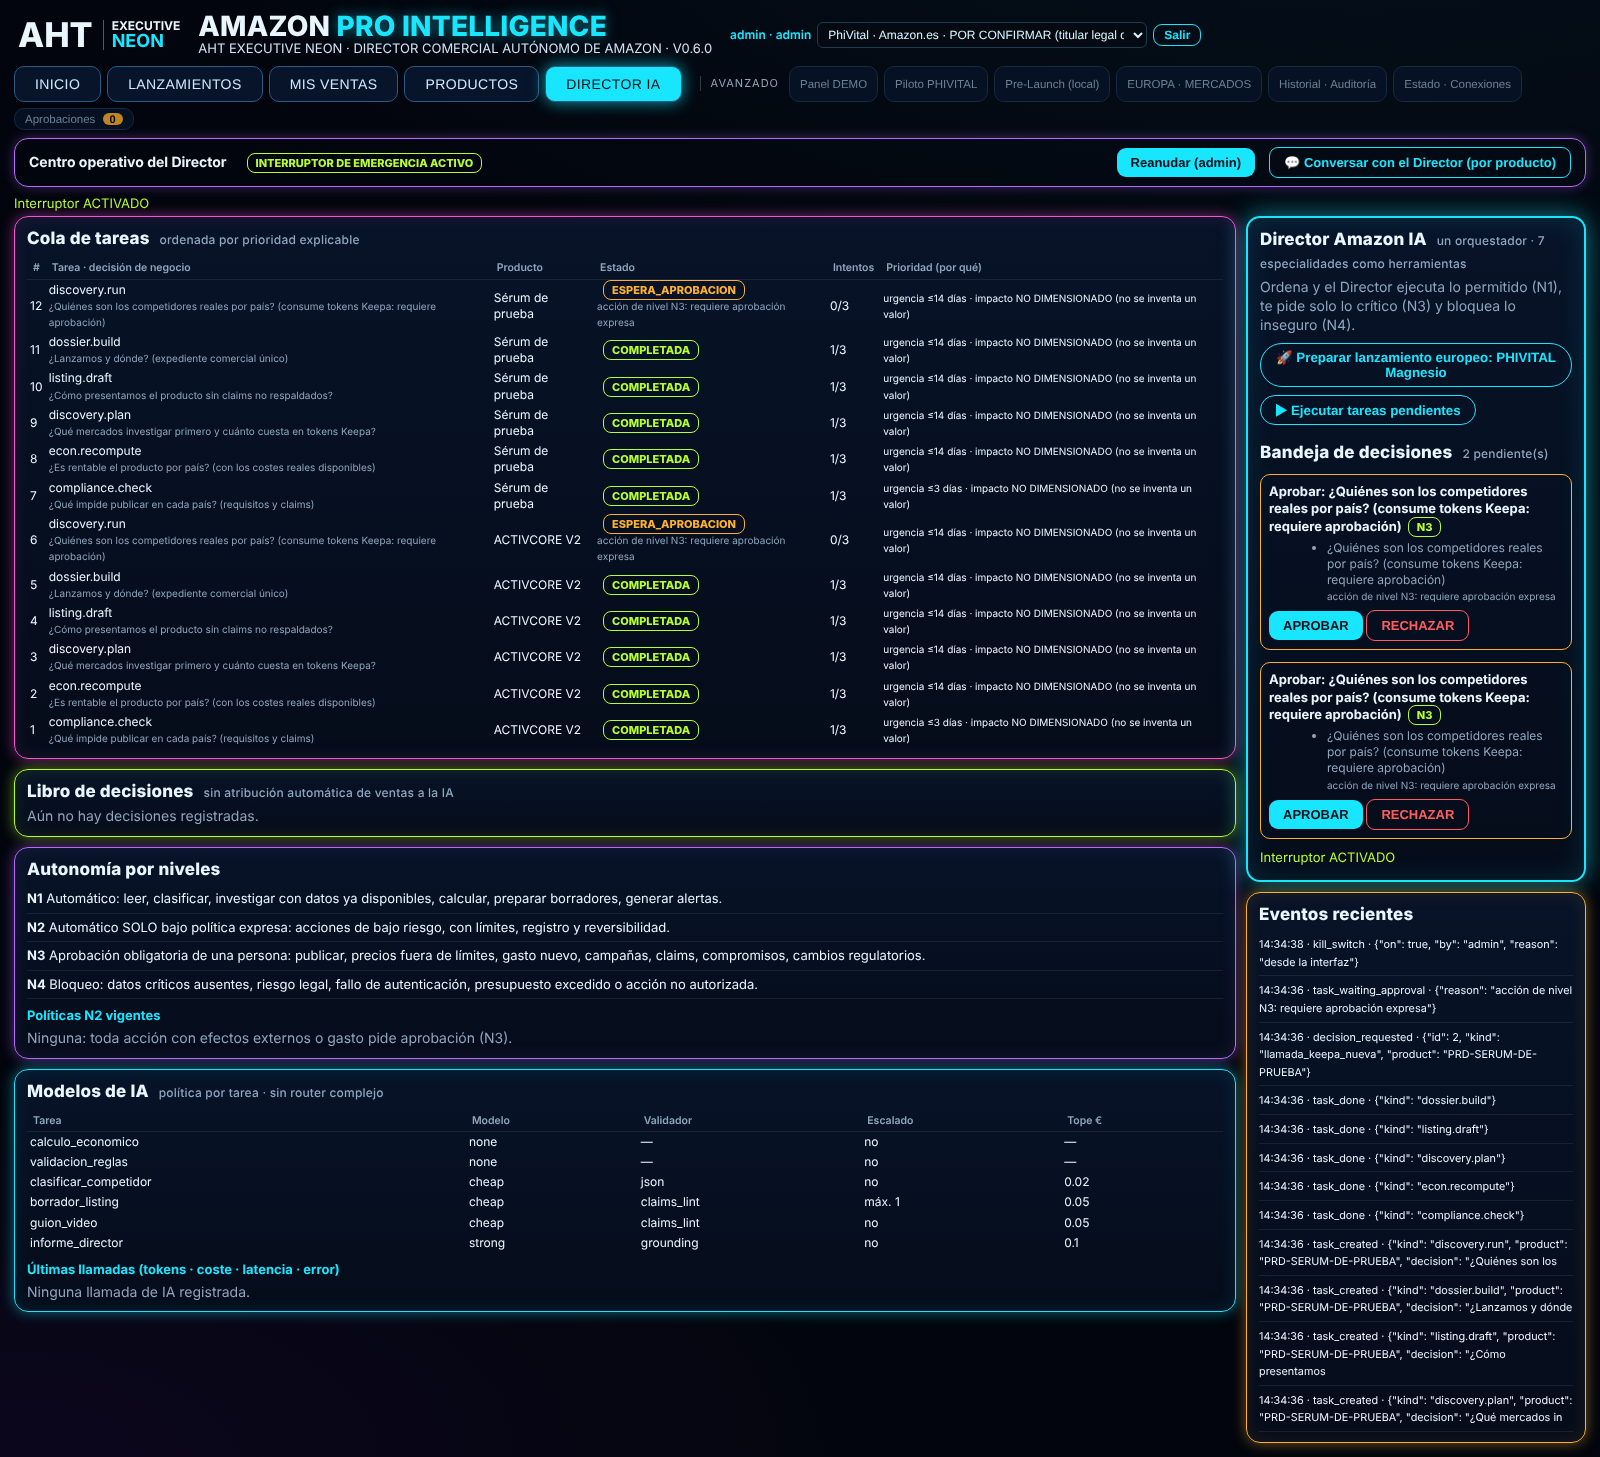 AHT
EXECUTIVE
NEON
AMAZON PRO INTELLIGENCE
AHT EXECUTIVE NEON · DIRECTOR COMERCIAL AUTÓNOMO DE AMAZON · V0.6.0
admin · admin
PhiVital · Amazon.es · POR CONFIRMAR (titular legal c
Salir
INICIO
LANZAMIENTOS
MIS VENTAS
PRODUCTOS
DIRECTOR IA
AVANZADO
Panel DEMO
Piloto PHIVITAL
Pre-Launch (local)
EUROPA · MERCADOS
Historial · Auditoría
Estado · Conexiones
Aprobaciones 0
Centro operativo del Director
INTERRUPTOR DE EMERGENCIA ACTIVO
Reanudar (admin)
💬 Conversar con el Director (por producto)
Interruptor ACTIVADO
Cola de tareas ordenada por prioridad explicable
# Tarea · decisión de negocio Producto Estado Intentos Prioridad (por qué)
12 discovery.run
¿Quiénes son los competidores reales por país? (consume tokens Keepa: requiere
aprobación)
Sérum de
prueba
ESPERA_APROBACION
acción de nivel N3: requiere aprobación
expresa
0/3
urgencia ≤14 días · impacto NO DIMENSIONADO (no se inventa un
valor)
11 dossier.build
¿Lanzamos y dónde? (expediente comercial único)
Sérum de
prueba
COMPLETADA
1/3
urgencia ≤14 días · impacto NO DIMENSIONADO (no se inventa un
valor)
10 listing.draft
¿Cómo presentamos el producto sin claims no respaldados?
Sérum de
prueba
COMPLETADA
1/3
urgencia ≤14 días · impacto NO DIMENSIONADO (no se inventa un
valor)
9 discovery.plan
¿Qué mercados investigar primero y cuánto cuesta en tokens Keepa?
Sérum de
prueba
COMPLETADA
1/3
urgencia ≤14 días · impacto NO DIMENSIONADO (no se inventa un
valor)
8 econ.recompute
¿Es rentable el producto por país? (con los costes reales disponibles)
Sérum de
prueba
COMPLETADA
1/3
urgencia ≤14 días · impacto NO DIMENSIONADO (no se inventa un
valor)
7 compliance.check
¿Qué impide publicar en cada país? (requisitos y claims)
Sérum de
prueba
COMPLETADA
1/3
urgencia ≤3 días · impacto NO DIMENSIONADO (no se inventa un
valor)
6 discovery.run
¿Quiénes son los competidores reales por país? (consume tokens Keepa: requiere
aprobación)
ACTIVCORE V2
ESPERA_APROBACION
acción de nivel N3: requiere aprobación
expresa
0/3
urgencia ≤14 días · impacto NO DIMENSIONADO (no se inventa un
valor)
5 dossier.build
¿Lanzamos y dónde? (expediente comercial único)
ACTIVCORE V2
COMPLETADA
1/3
urgencia ≤14 días · impacto NO DIMENSIONADO (no se inventa un
valor)
4 listing.draft
¿Cómo presentamos el producto sin claims no respaldados?
ACTIVCORE V2
COMPLETADA
1/3
urgencia ≤14 días · impacto NO DIMENSIONADO (no se inventa un
valor)
3 discovery.plan
¿Qué mercados investigar primero y cuánto cuesta en tokens Keepa?
ACTIVCORE V2
COMPLETADA
1/3
urgencia ≤14 días · impacto NO DIMENSIONADO (no se inventa un
valor)
2 econ.recompute
¿Es rentable el producto por país? (con los costes reales disponibles)
ACTIVCORE V2
COMPLETADA
1/3
urgencia ≤14 días · impacto NO DIMENSIONADO (no se inventa un
valor)
1 compliance.check
¿Qué impide publicar en cada país? (requisitos y claims)
ACTIVCORE V2
COMPLETADA
1/3
urgencia ≤3 días · impacto NO DIMENSIONADO (no se inventa un
valor)
Libro de decisiones sin atribución automática de ventas a la IA
Aún no hay decisiones registradas.
Autonomía por niveles
N1 Automático: leer, clasificar, investigar con datos ya disponibles, calcular, preparar borradores, generar alertas.
N2 Automático SOLO bajo política expresa: acciones de bajo riesgo, con límites, registro y reversibilidad.
N3 Aprobación obligatoria de una persona: publicar, precios fuera de límites, gasto nuevo, campañas, claims, compromisos, cambios regulatorios.
N4 Bloqueo: datos críticos ausentes, riesgo legal, fallo de autenticación, presupuesto excedido o acción no autorizada.
Políticas N2 vigentes
Ninguna: toda acción con efectos externos o gasto pide aprobación (N3).
Modelos de IA política por tarea · sin router complejo
Tarea Modelo Validador Escalado Tope €
calculo_economico none — no —
validacion_reglas none — no —
clasificar_competidor cheap json no 0.02
borrador_listing cheap claims_lint máx. 1 0.05
guion_video cheap claims_lint no 0.05
informe_director strong grounding no 0.1
Últimas llamadas (tokens · coste · latencia · error)
Ninguna llamada de IA registrada.
Director Amazon IA un orquestador · 7
especialidades como herramientas
Ordena y el Director ejecuta lo permitido (N1),
te pide solo lo crítico (N3) y bloquea lo
inseguro (N4).
🚀 Preparar lanzamiento europeo: PHIVITAL
Magnesio
▶ Ejecutar tareas pendientes
Bandeja de decisiones 2 pendiente(s)
Aprobar: ¿Quiénes son los competidores
reales por país? (consume tokens Keepa:
requiere aprobación) N3
• ¿Quiénes son los competidores reales
por país? (consume tokens Keepa:
requiere aprobación)
acción de nivel N3: requiere aprobación expresa
APROBAR RECHAZAR
Aprobar: ¿Quiénes son los competidores
reales por país? (consume tokens Keepa:
requiere aprobación) N3
• ¿Quiénes son los competidores reales
por país? (consume tokens Keepa:
requiere aprobación)
acción de nivel N3: requiere aprobación expresa
APROBAR RECHAZAR
Interruptor ACTIVADO
Eventos recientes
14:34:38 · kill_switch · {"on": true, "by": "admin", "reason":
"desde la interfaz"}
14:34:36 · task_waiting_approval · {"reason": "acción de nivel
N3: requiere aprobación expresa"}
14:34:36 · decision_requested · {"id": 2, "kind":
"llamada_keepa_nueva", "product": "PRD-SERUM-DE-
PRUEBA"}
14:34:36 · task_done · {"kind": "dossier.build"}
14:34:36 · task_done · {"kind": "listing.draft"}
14:34:36 · task_done · {"kind": "discovery.plan"}
14:34:36 · task_done · {"kind": "econ.recompute"}
14:34:36 · task_done · {"kind": "compliance.check"}
14:34:36 · task_created · {"kind": "discovery.run", "product":
"PRD-SERUM-DE-PRUEBA", "decision": "¿Quiénes son los
14:34:36 · task_created · {"kind": "dossier.build", "product":
"PRD-SERUM-DE-PRUEBA", "decision": "¿Lanzamos y dónde
14:34:36 · task_created · {"kind": "listing.draft", "product":
"PRD-SERUM-DE-PRUEBA", "decision": "¿Cómo
presentamos
14:34:36 · task_created · {"kind": "discovery.plan", "product":
"PRD-SERUM-DE-PRUEBA", "decision": "¿Qué mercados in